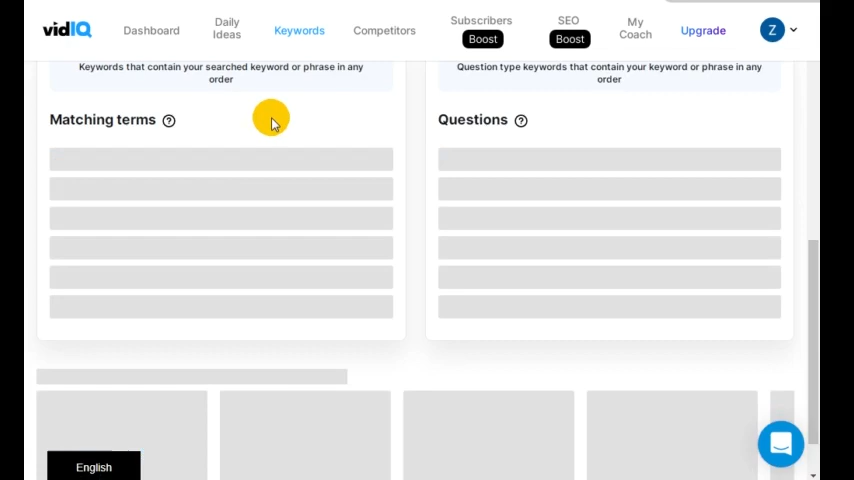 vidIQ
Dashboard
Daily
Ideas
Keywords
Competitors
Subscribers
Boost
SEO
Boost
My
Coach
Upgrade
Z
Keywords that contain your searched keyword or phrase in any
order
Question type keywords that contain your keyword or phrase in any
order
Matching terms ?
Questions ?
English